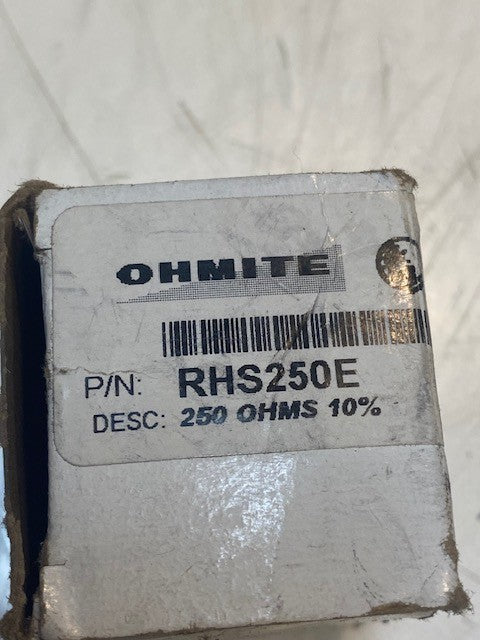 OHMITE
P/N: RHS250E
DESC: 250 OHMS 10%